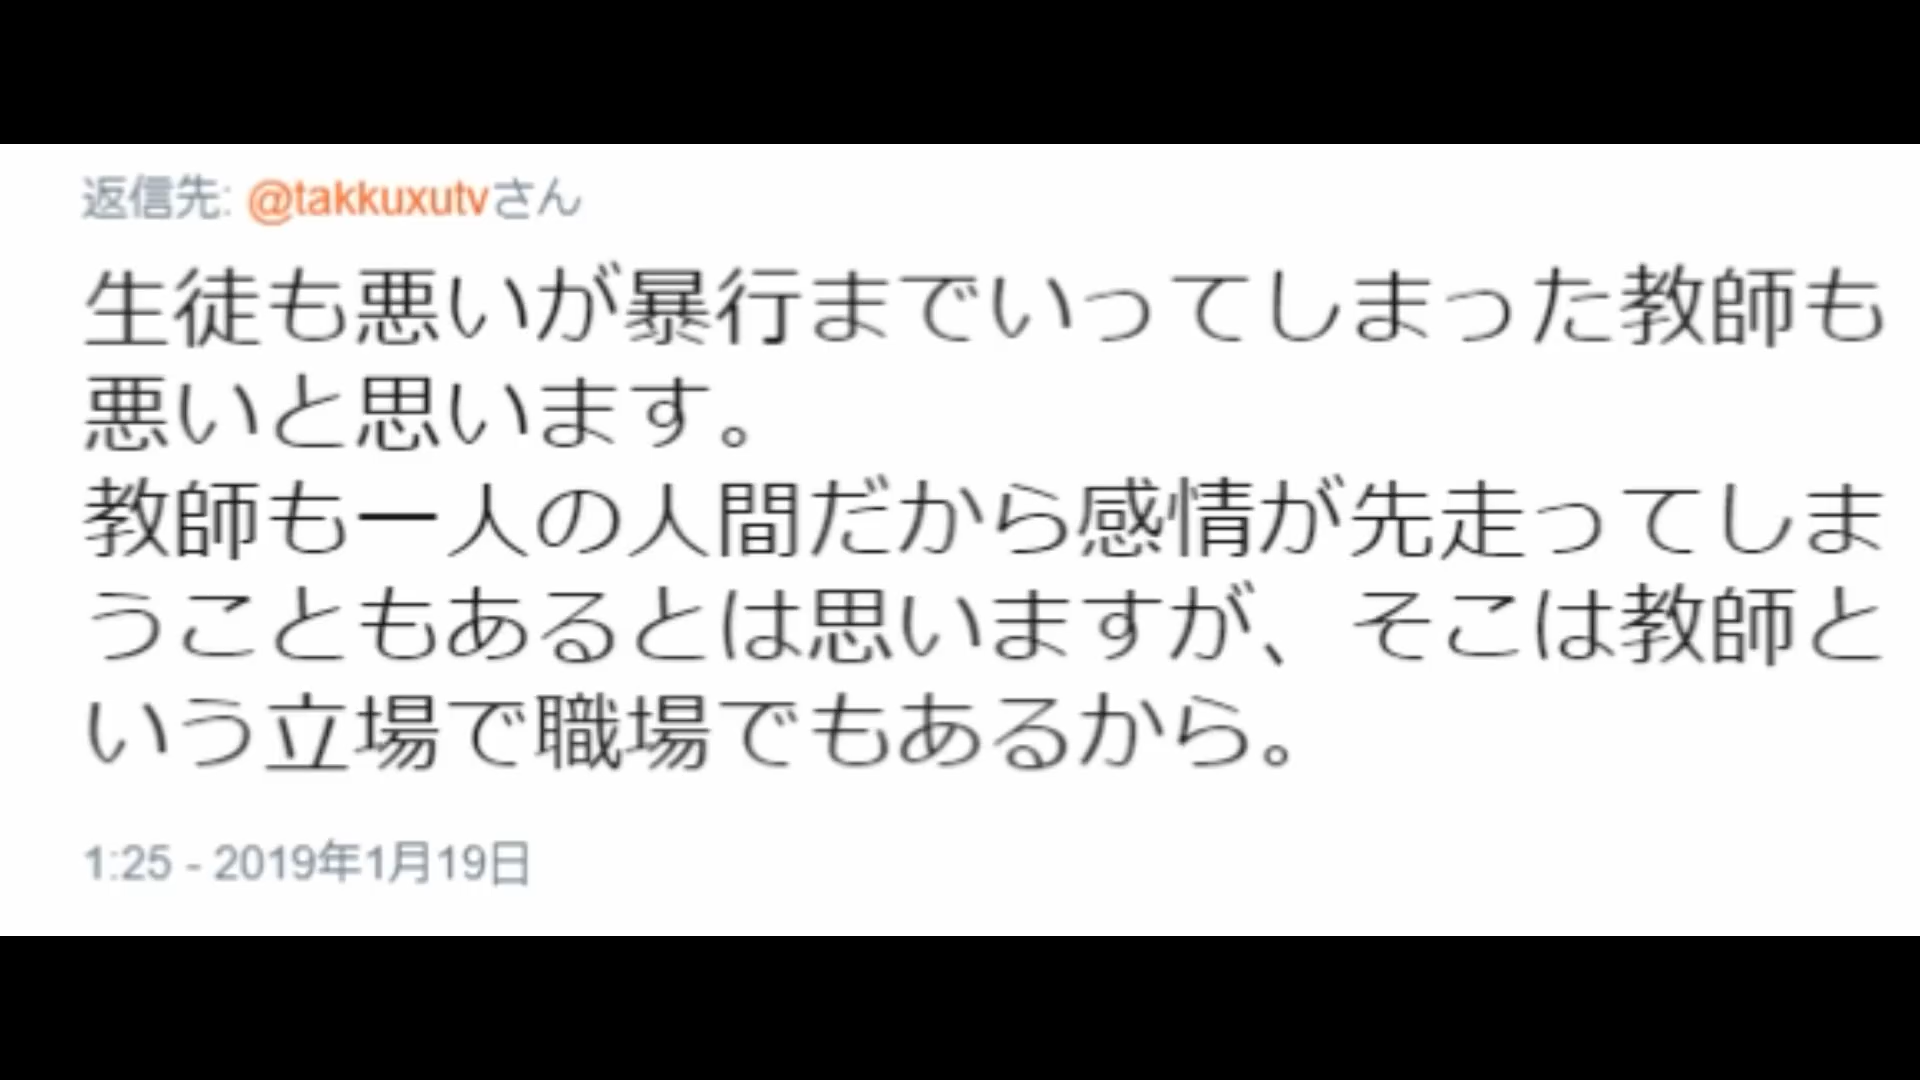 返信先: @takkuxutvさん
生徒も悪いが暴行までいってしまった教師も
悪いと思います。
教師も一人の人間だから感情が先走ってしま
うこともあるとは思いますが、そこは教師と
いう立場で職場でもあるから。
1:25 - 2019年1月19日